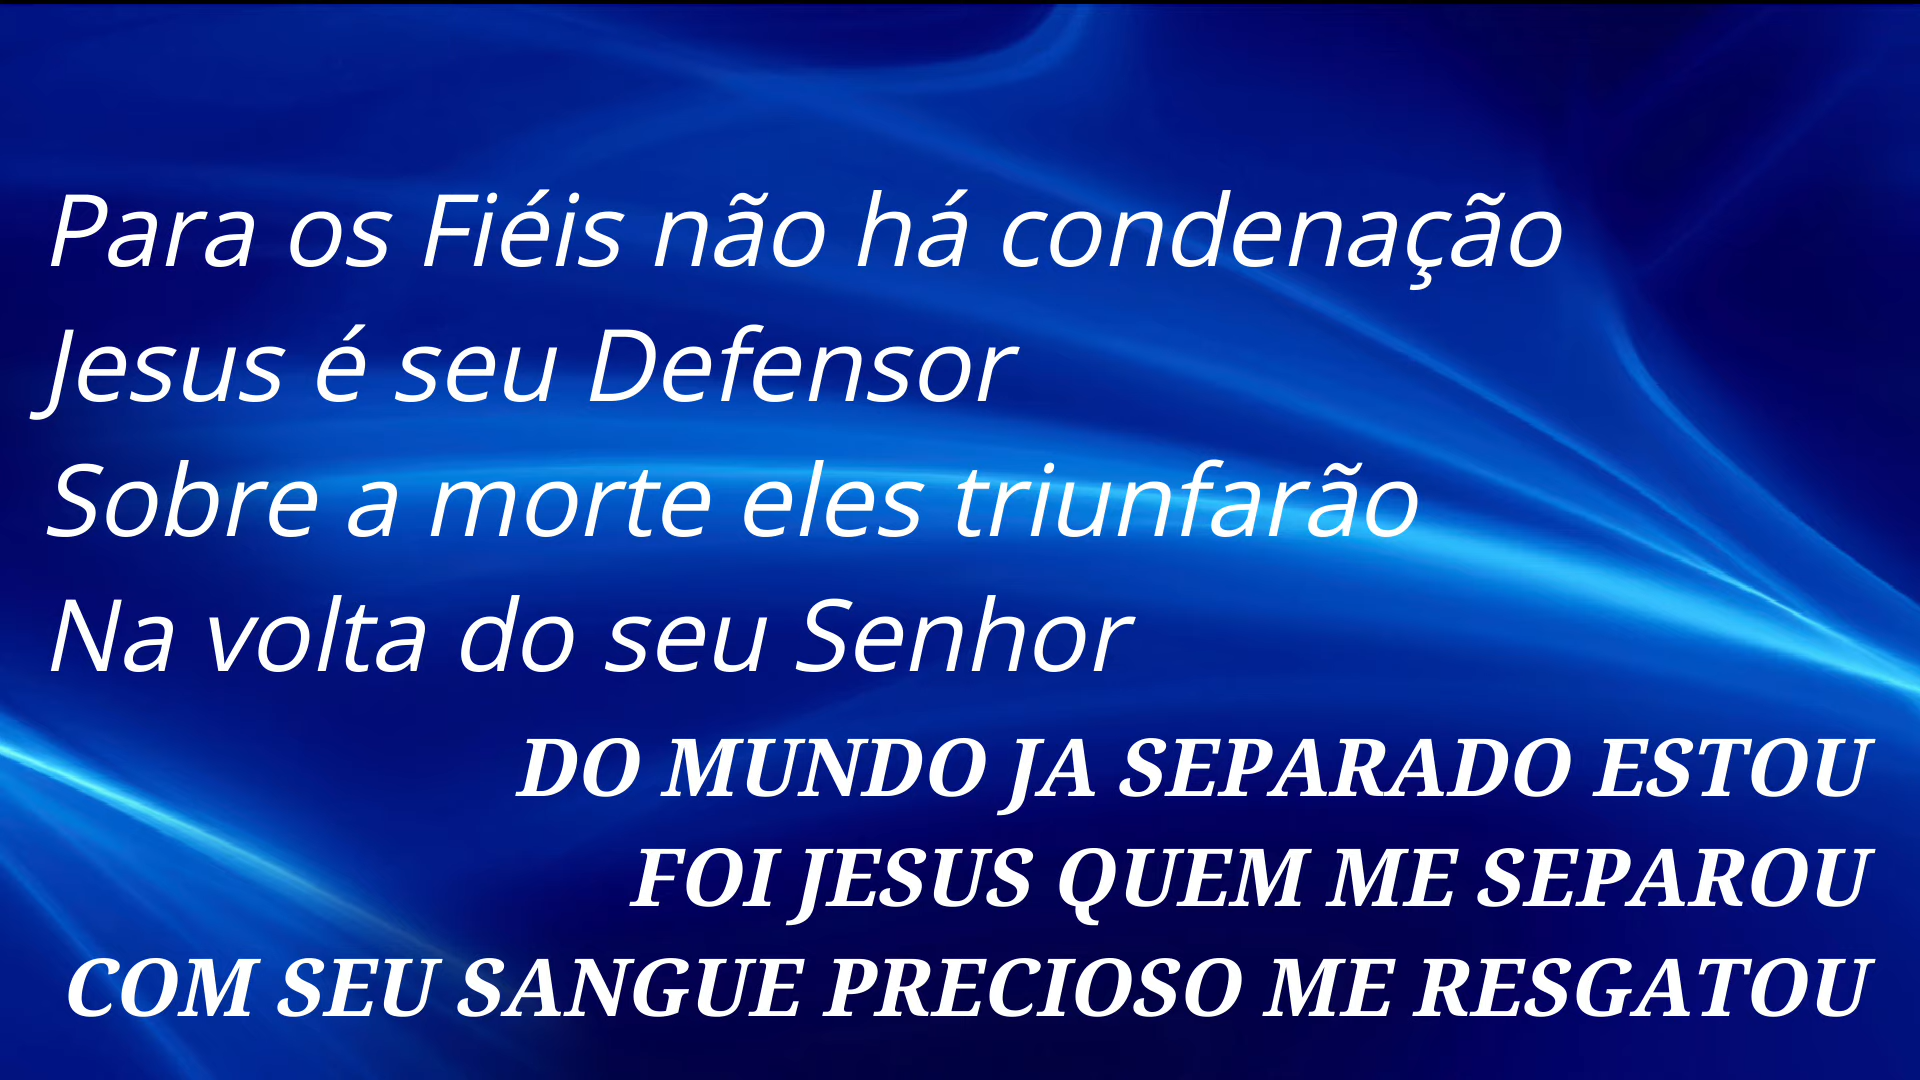 Para os Fiéis não há condenação
Jesus é seu Defensor
Sobre a morte eles triunfarão
Na volta do seu Senhor
DO MUNDO JA SEPARADO ESTOU
FOI JESUS QUEM ME SEPAROU
COM SEU SANGUE PRECIOSO ME RESGATOU